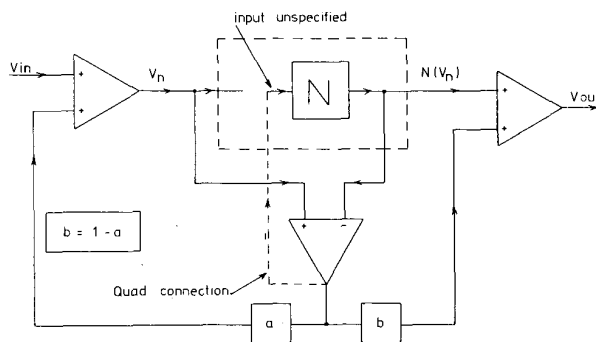 input unspecified
Vin
+
+
Vn
N
N(Vn)
+
+
Vou
+ -
b = 1 - a
Quad connection
a
b